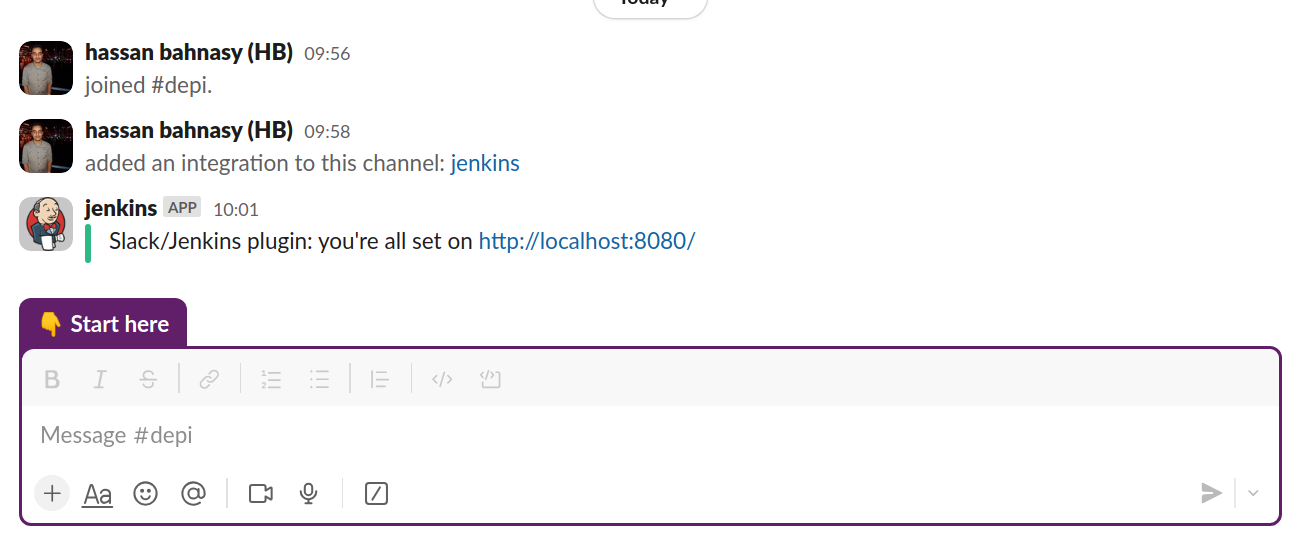 Today
hassan bahnasy (HB) 09:56
joined #depi.
hassan bahnasy (HB) 09:58
added an integration to this channel: jenkins
jenkins APP 10:01
Slack/Jenkins plugin: you're all set on http://localhost:8080/
Start here
Message #depi
Aa